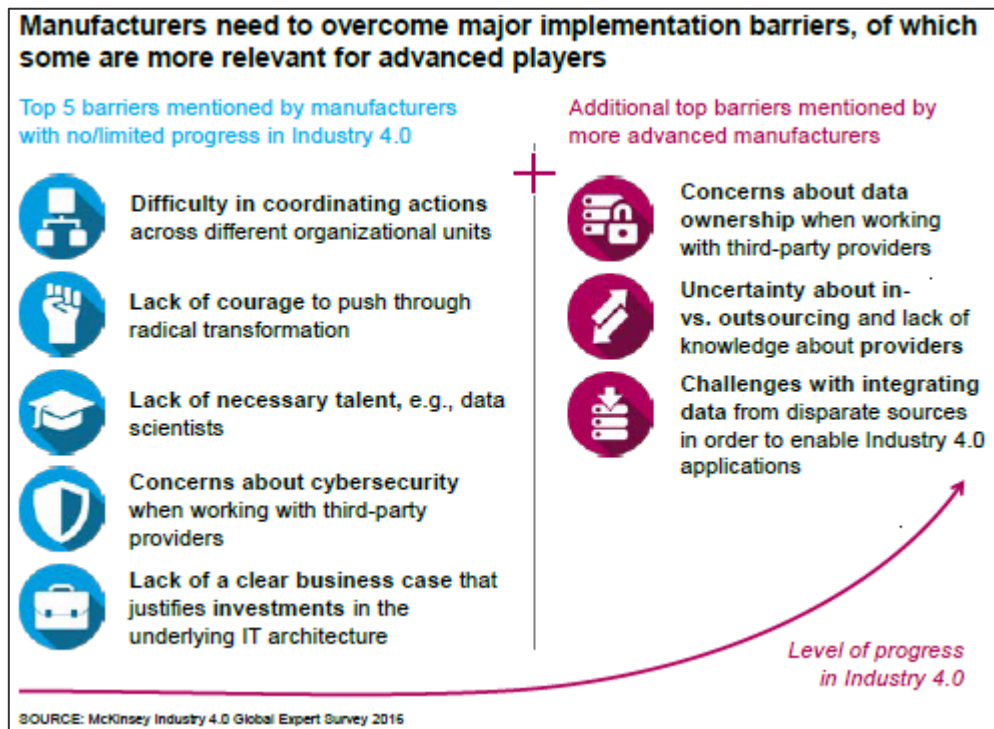 Manufacturers need to overcome major implementation barriers, of which
some are more relevant for advanced players
Top 5 barriers mentioned by manufacturers
with no/limited progress in Industry 4.0
Difficulty in coordinating actions
across different organizational units
Lack of courage to push through
radical transformation
Lack of necessary talent, e.g., data
scientists
Concerns about cybersecurity
when working with third-party
providers
Lack of a clear business case that
justifies investments in the
underlying IT architecture
Additional top barriers mentioned by
more advanced manufacturers
Concerns about data
ownership when working
with third-party providers
Uncertainty about in-
vs. outsourcing and lack of
knowledge about providers
Challenges with integrating
data from disparate sources
in order to enable Industry 4.0
applications
Level of progress
in Industry 4.0
SOURCE: McKinsey Industry 4.0 Global Expert Survey 2016